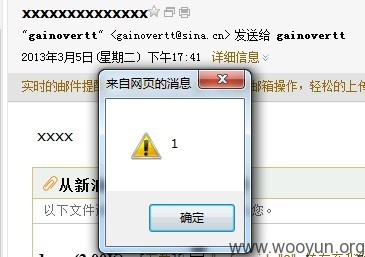 xxxxxxxxxxxxxx
"gainovertt" <gainovertt@sina.cn> 发送给 gainovertt
2013年3月5日(星期二) 下午17:41 详细信息
实时的邮件提醒
邮箱操作，轻松的上传
来自网页的消息
1
确定
xxxx
从新浪
以下文件
您。
www.wooyun.org